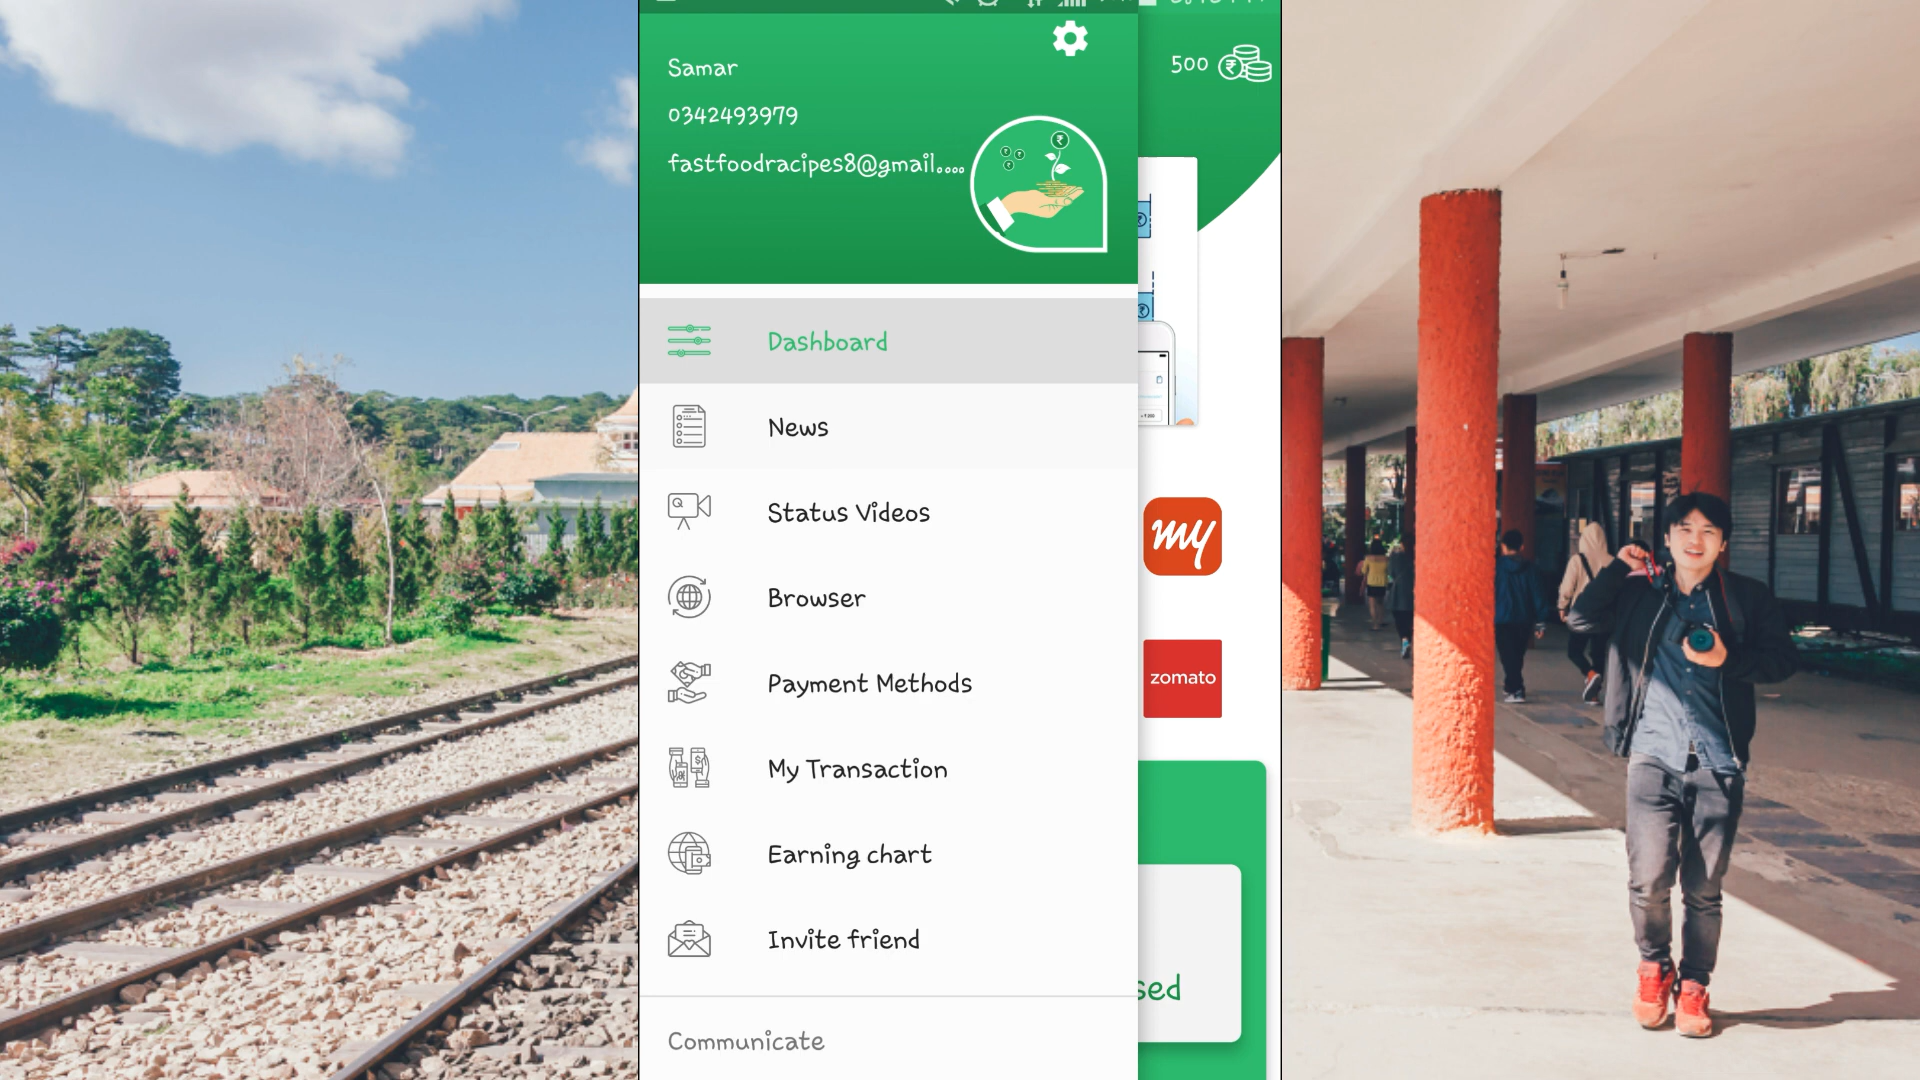 500
Samar
0342493979
fastfoodracipes8@gmail....
Dashboard
News
Status Videos
Browser
my
Payment Methods
zomato
My Transaction
Earning chart
Invite friend
sed
Communicate